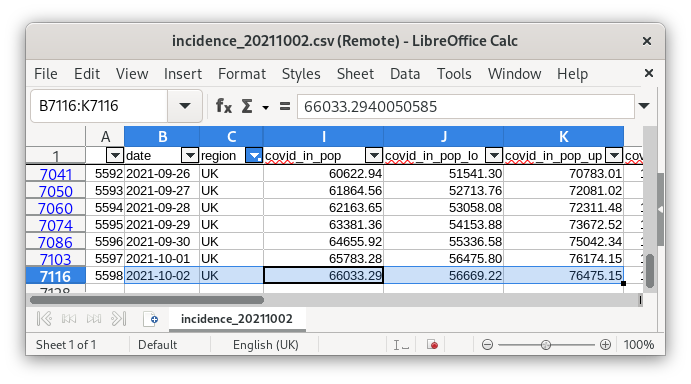 incidence_20211002.csv (Remote) - LibreOffice Calc ×
File Edit View Insert Format Styles Sheet Data Tools Window Help ×
B7116:K7116 fx Σ = 66033.2940050585
A B C I J K
1 date region covid_in_pop covid_in_pop_lo covid_in_pop_up
7041 5592 2021-09-26 UK 60622.94 51541.30 70783.01
7050 5593 2021-09-27 UK 61864.56 52713.76 72081.02
7060 5594 2021-09-28 UK 62163.65 53058.08 72311.48
7074 5595 2021-09-29 UK 63381.36 54153.88 73672.52
7086 5596 2021-09-30 UK 64655.92 55336.58 75042.34
7103 5597 2021-10-01 UK 65783.28 56475.80 76174.15
7116 5598 2021-10-02 UK 66033.29 56669.22 76475.15
incidence_20211002
Sheet 1 of 1 Default English (UK) 100%